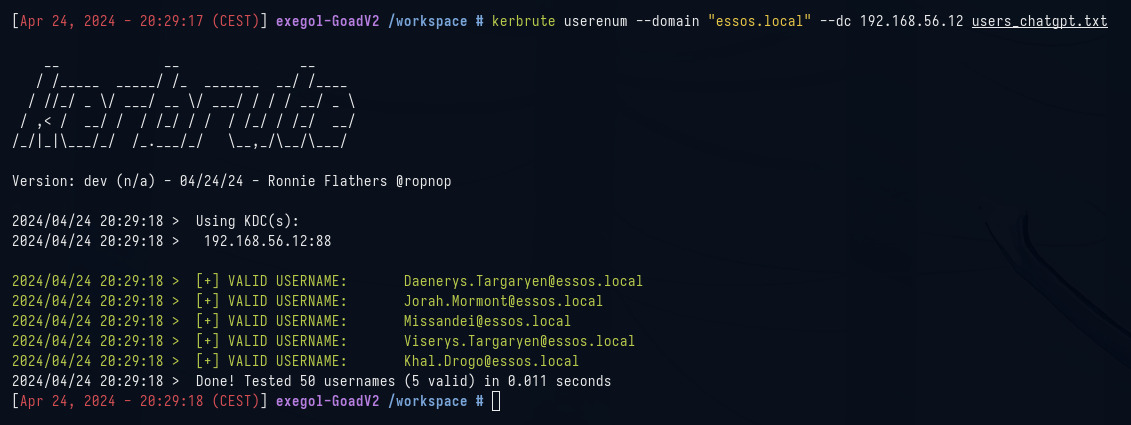 [Apr 24, 2024 - 20:29:17 (CEST)] exegol-GoadV2 /workspace # kerbrute userenum --domain "essos.local" --dc 192.168.56.12 users_chatgpt.txt
    __             __               __
   / /_____  _____/ /_  _______  __/ /____
  / //_/ _ \/ ___/ __ \/ ___/ / / / __/ _ \
 / ,< /  __/ /  / /_/ / /  / /_/ / /_/  __/
/_/|_|\___/_/  /_.___/_/   \__,_/\__/\___/
Version: dev (n/a) - 04/24/24 - Ronnie Flathers @ropnop
2024/04/24 20:29:18 >  Using KDC(s):
2024/04/24 20:29:18 >   192.168.56.12:88
2024/04/24 20:29:18 >  [+] VALID USERNAME:       Daenerys.Targaryen@essos.local
2024/04/24 20:29:18 >  [+] VALID USERNAME:       Jorah.Mormont@essos.local
2024/04/24 20:29:18 >  [+] VALID USERNAME:       Missandei@essos.local
2024/04/24 20:29:18 >  [+] VALID USERNAME:       Viserys.Targaryen@essos.local
2024/04/24 20:29:18 >  [+] VALID USERNAME:       Khal.Drogo@essos.local
2024/04/24 20:29:18 >  Done! Tested 50 usernames (5 valid) in 0.011 seconds
[Apr 24, 2024 - 20:29:18 (CEST)] exegol-GoadV2 /workspace #